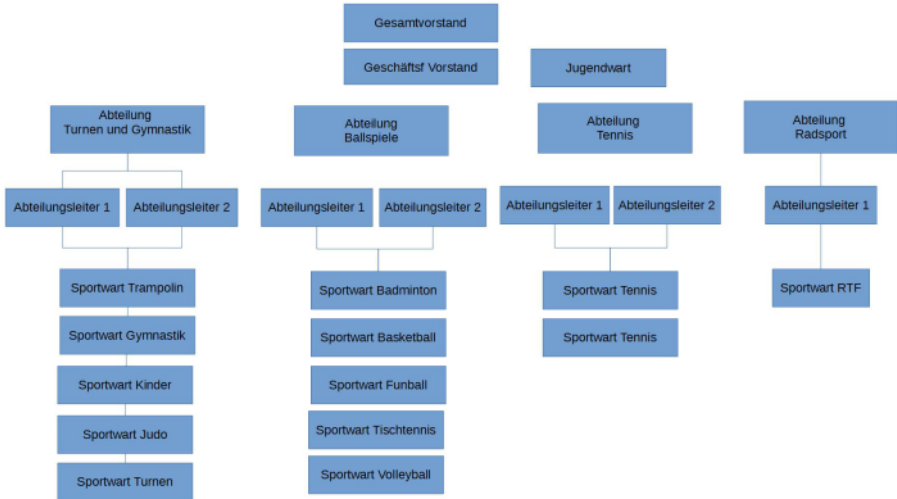 Gesamtvorstand
Geschäftsf Vorstand
Jugendwart
Abteilung
Turnen und Gymnastik
Abteilung
Ballspiele
Abteilung
Tennis
Abteilung
Radsport
Abteilungsleiter 1
Abteilungsleiter 2
Abteilungsleiter 1
Abteilungsleiter 2
Abteilungsleiter 1
Abteilungsleiter 2
Abteilungsleiter 1
Sportwart Trampolin
Sportwart Gymnastik
Sportwart Kinder
Sportwart Judo
Sportwart Turnen
Sportwart Badminton
Sportwart Basketball
Sportwart Funball
Sportwart Tischtennis
Sportwart Volleyball
Sportwart Tennis
Sportwart Tennis
Sportwart RTF